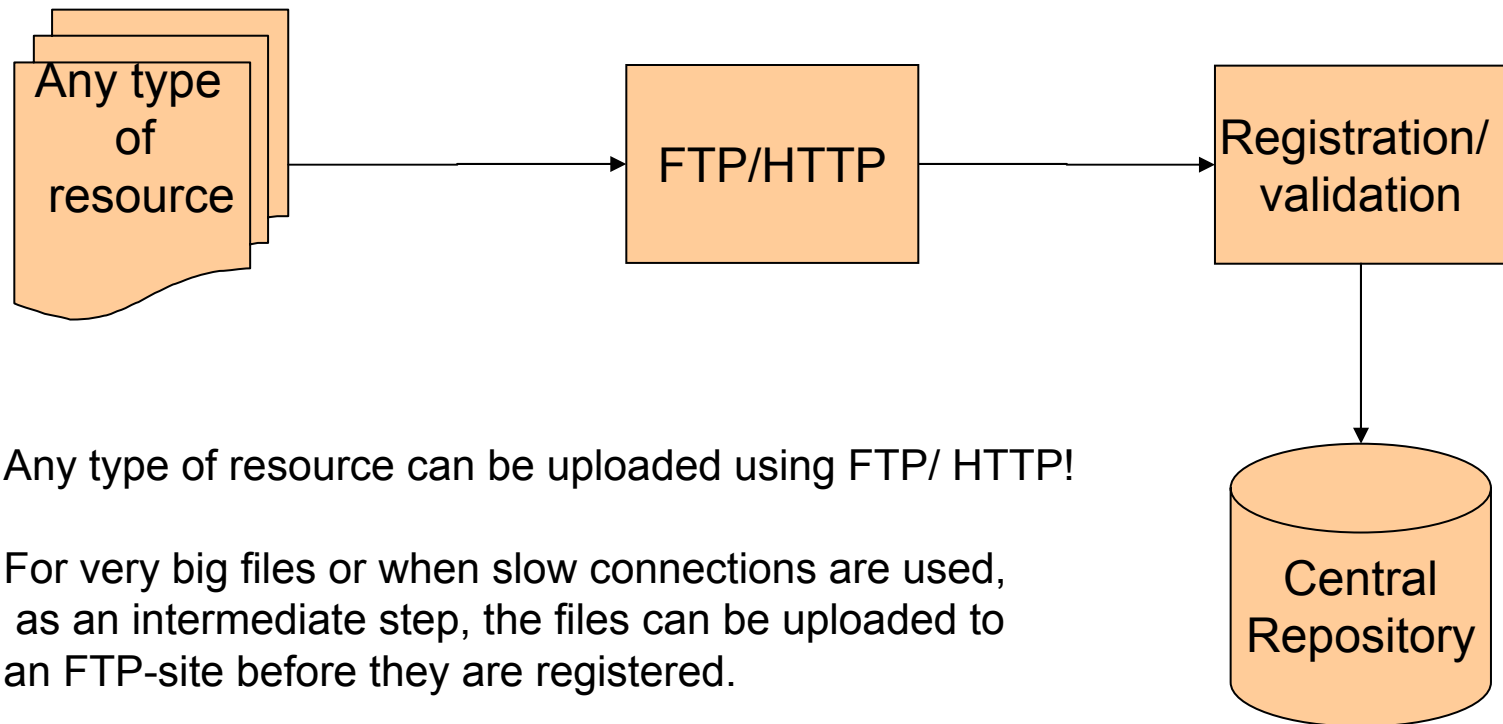 Any type
of
resource
FTP/HTTP
Registration/
validation
Any type of resource can be uploaded using FTP/ HTTP!
For very big files or when slow connections are used,
as an intermediate step, the files can be uploaded to
an FTP-site before they are registered.
Central
Repository